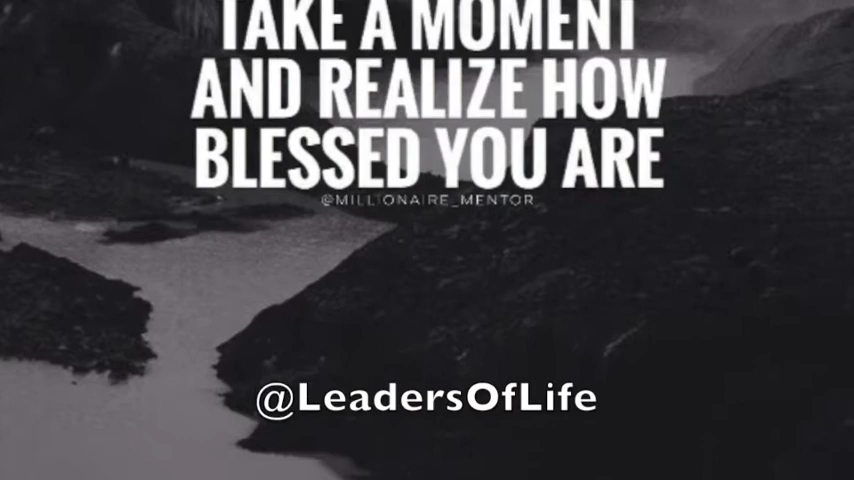 TAKE A MOMENT
AND REALIZE HOW
BLESSED YOU ARE
@MILLIONAIRE_MENTOR
@LeadersOfLife